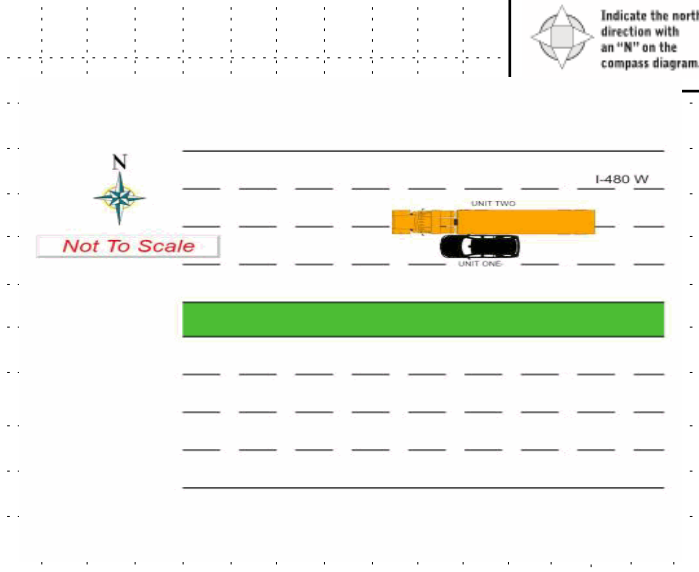 Indicate the north
direction with
an “N” on the
compass diagram.
N
I-480 W
UNIT TWO
Not To Scale
UNIT ONE